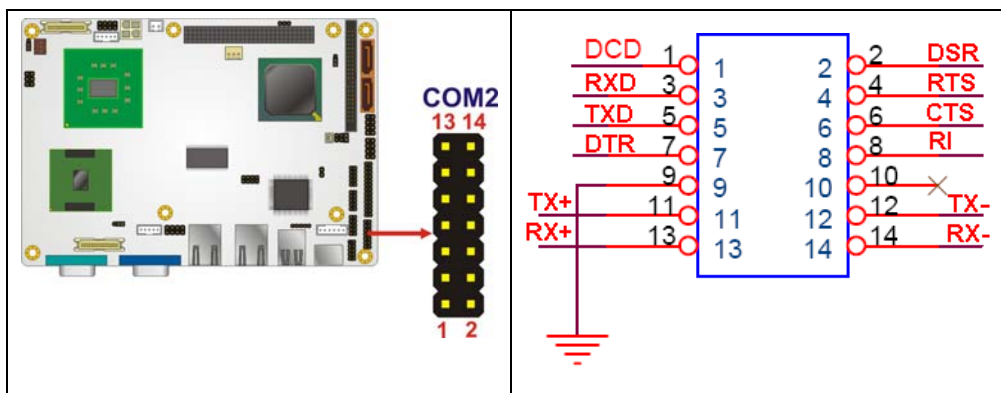 COM2
13 14
1 2
DCD 1 1 2 2 DSR
RXD 3 3 4 4 RTS
TXD 5 5 6 6 CTS
DTR 7 7 8 8 RI
9 9 10 10
TX+ 11 11 12 12 TX-
RX+ 13 13 14 14 RX-